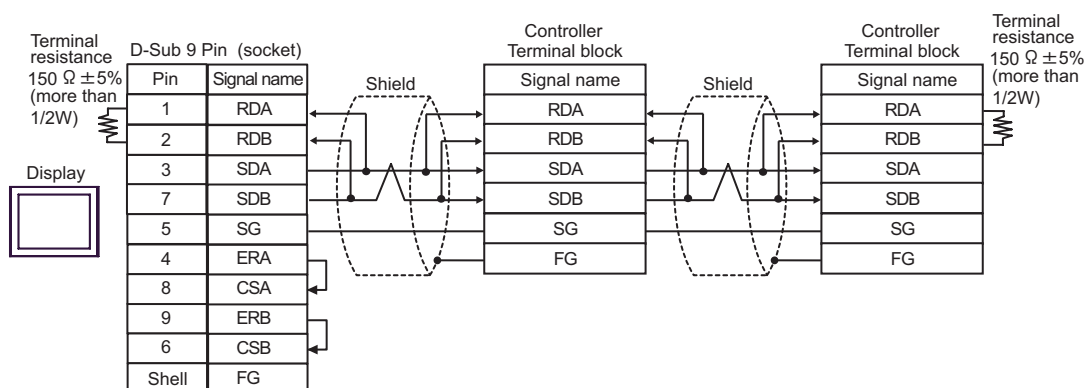 Terminal
resistance
150 Ω ±5%
(more than
1/2W)
Display
D-Sub 9 Pin (socket)
Pin Signal name
1 RDA
2 RDB
3 SDA
7 SDB
5 SG
4 ERA
8 CSA
9 ERB
6 CSB
Shell FG
Shield
Controller
Terminal block
Signal name
RDA
RDB
SDA
SDB
SG
FG
Shield
Controller
Terminal block
Signal name
RDA
RDB
SDA
SDB
SG
FG
Terminal
resistance
150 Ω ±5%
(more than
1/2W)